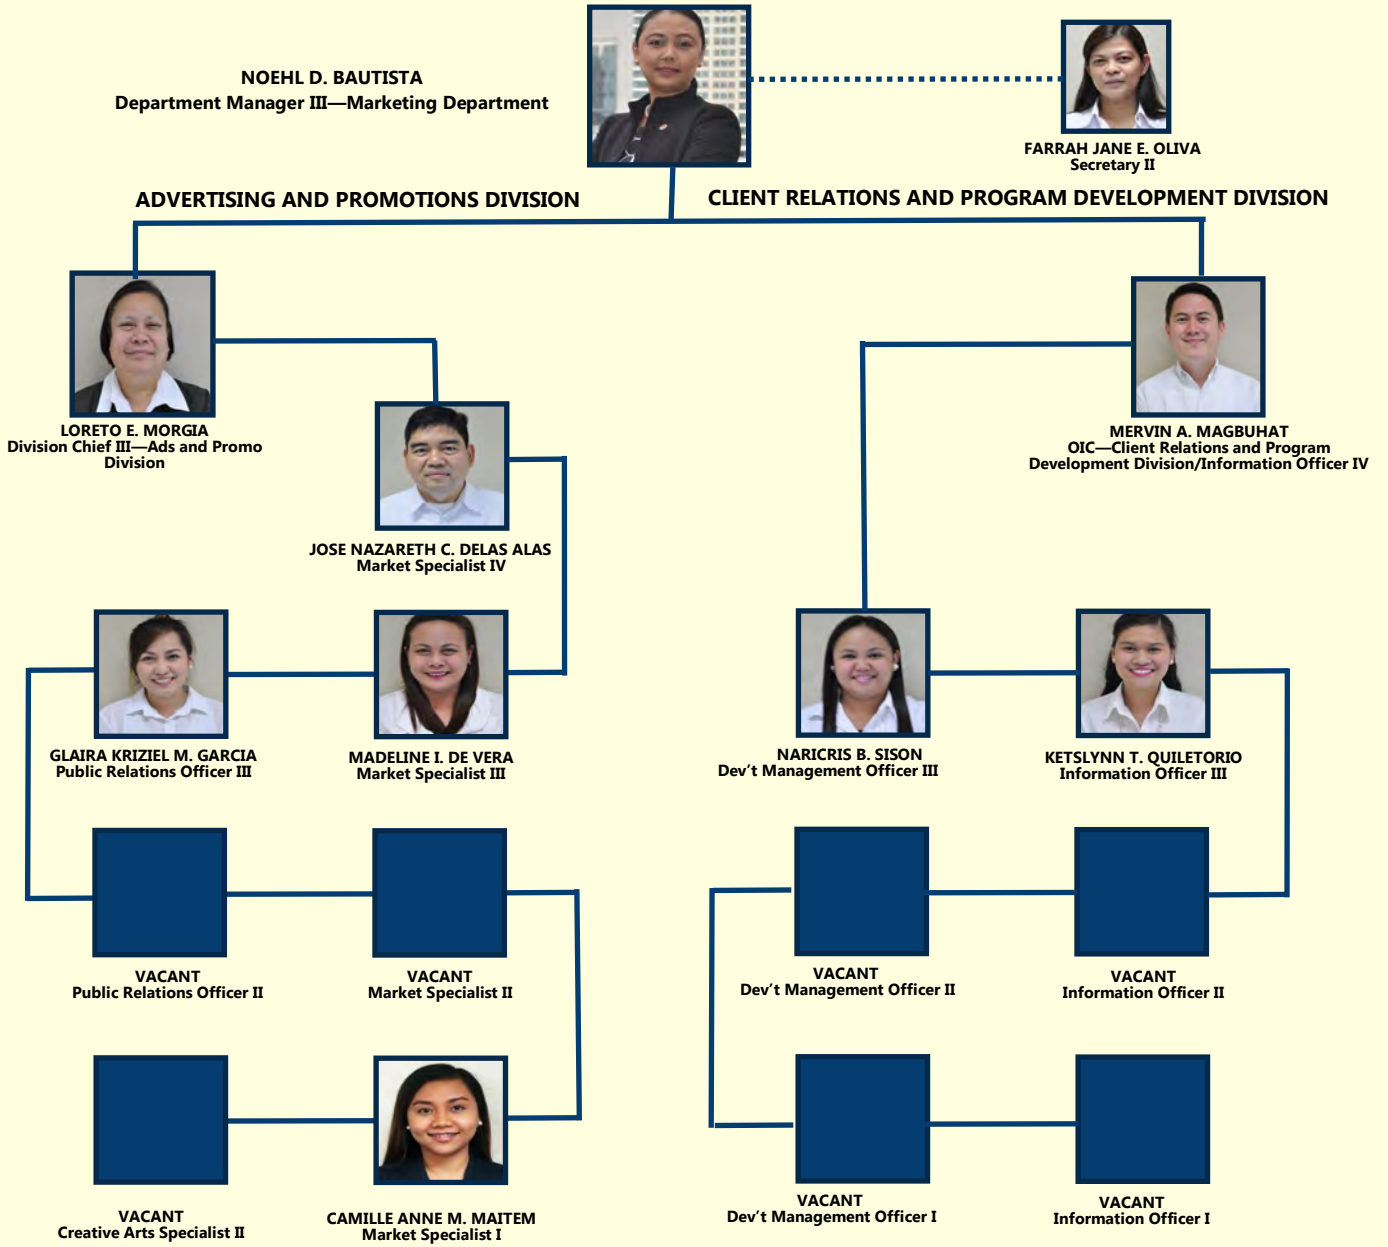 NOEHL D. BAUTISTA
Department Manager III—Marketing Department
FARRAH JANE E. OLIVA
Secretary II
ADVERTISING AND PROMOTIONS DIVISION
CLIENT RELATIONS AND PROGRAM DEVELOPMENT DIVISION
LORETO E. MORGIA
Division Chief III—Ads and Promo
Division
MERVIN A. MAGBUHAT
OIC—Client Relations and Program
Development Division/Information Officer IV
JOSE NAZARETH C. DELAS ALAS
Market Specialist IV
GLAIRA KRIZIEL M. GARCIA
Public Relations Officer III
MADELINE I. DE VERA
Market Specialist III
NARICRIS B. SISON
Dev’t Management Officer III
KETSLYNN T. QUILETORIO
Information Officer III
VACANT
Public Relations Officer II
VACANT
Market Specialist II
VACANT
Dev’t Management Officer II
VACANT
Information Officer II
VACANT
Creative Arts Specialist II
CAMILLE ANNE M. MAITEM
Market Specialist I
VACANT
Dev’t Management Officer I
VACANT
Information Officer I